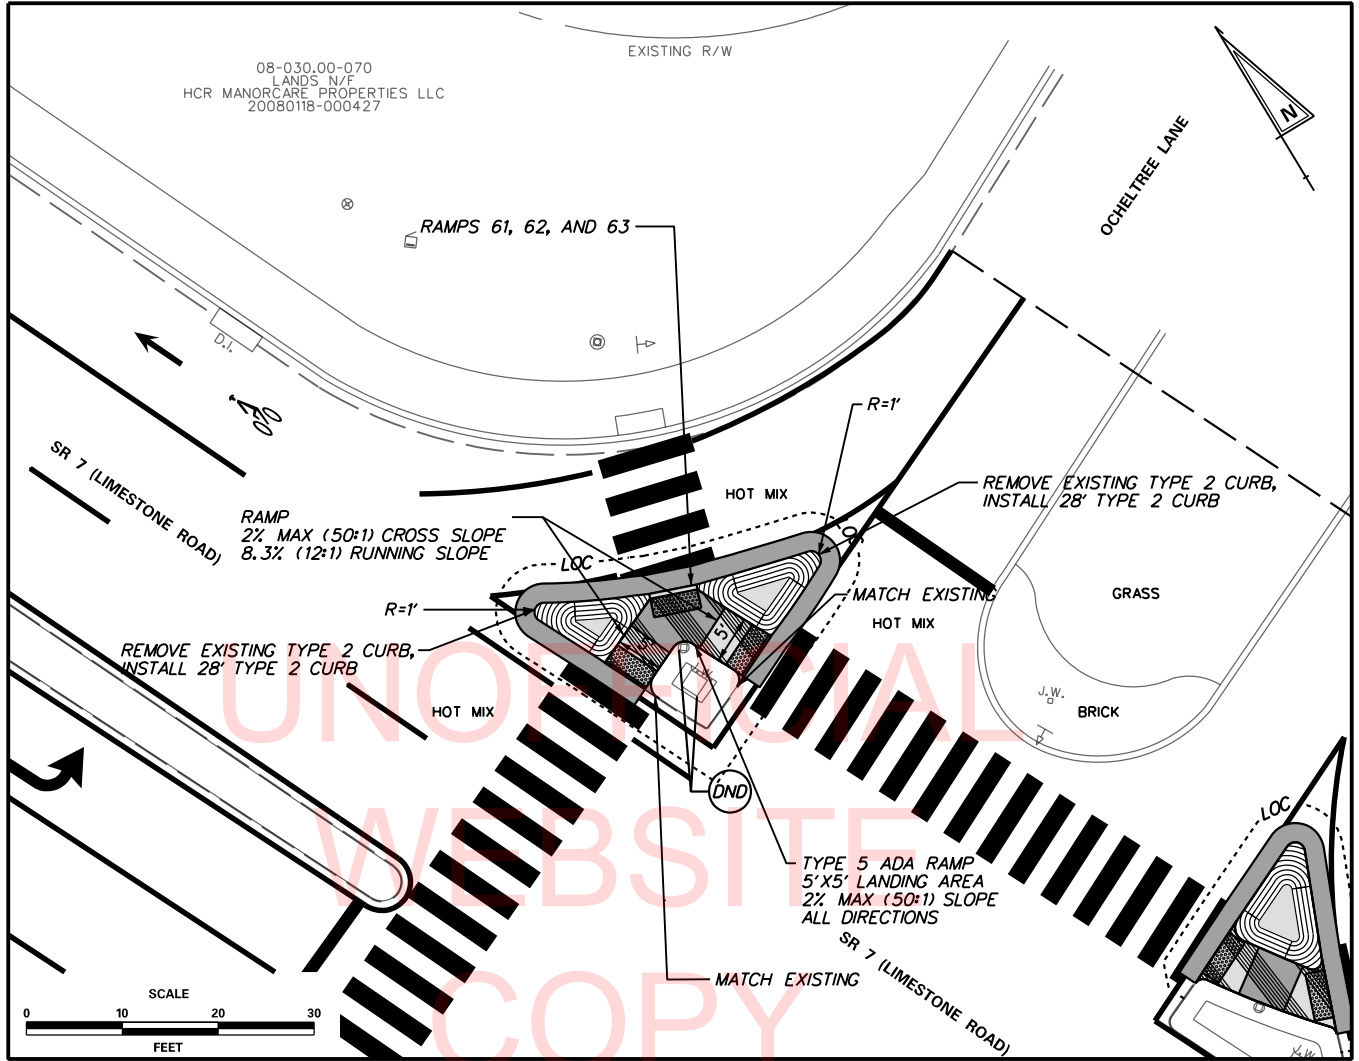 EXISTING R/W
08-030.00-070
LANDS N/F
HCR MANORCARE PROPERTIES LLC
20080118-000427
N
OCHELTREE LANE
RAMPS 61, 62, AND 63
D.I.
R=1'
SR 7 (LIMESTONE ROAD)
HOT MIX
REMOVE EXISTING TYPE 2 CURB,
INSTALL 28' TYPE 2 CURB
RAMP
2% MAX (50:1) CROSS SLOPE
8.3% (12:1) RUNNING SLOPE
LOC
MATCH EXISTING
GRASS
R=1'
HOT MIX
5'
REMOVE EXISTING TYPE 2 CURB,
INSTALL 28' TYPE 2 CURB
J.W.
BRICK
HOT MIX
DND
LOC
TYPE 5 ADA RAMP
5'X5' LANDING AREA
2% MAX (50:1) SLOPE
ALL DIRECTIONS
SR 7 (LIMESTONE ROAD)
MATCH EXISTING
SCALE
0 10 20 30
FEET
UNOFFICIAL
WEBSITE
COPY